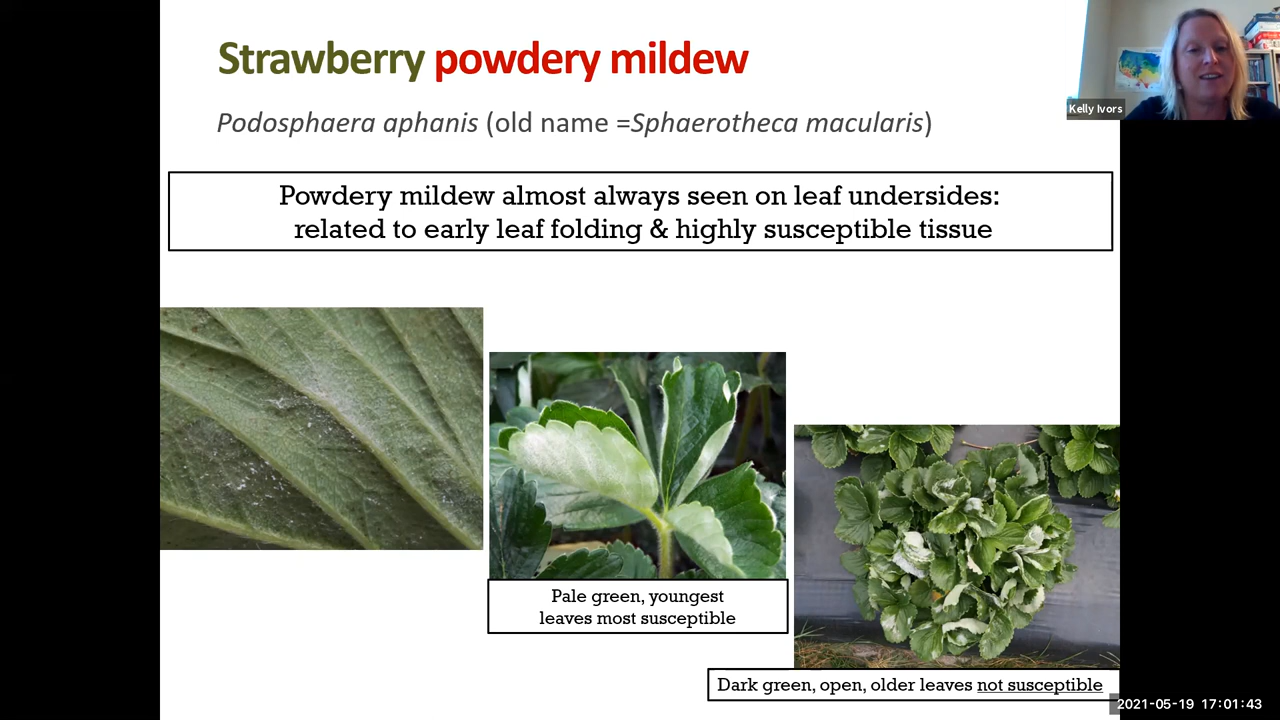 Strawberry powdery mildew
Kelly Ivors
Podosphaera aphanis (old name =Sphaerotheca macularis)
Powdery mildew almost always seen on leaf undersides:
related to early leaf folding & highly susceptible tissue
Pale green, youngest
leaves most susceptible
Dark green, open, older leaves not susceptible
2021-05-19 17:01:43